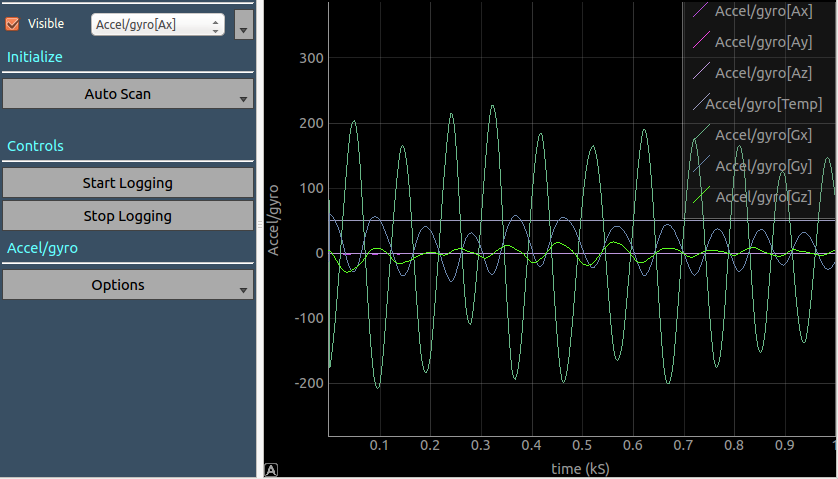 Visible
Accel/gyro[Ax]
Initialize
Auto Scan
Controls
Start Logging
Stop Logging
Accel/gyro
Options
Accel/gyro
300
200
100
0
-100
-200
0.1 0.2 0.3 0.4 0.5 0.6 0.7 0.8 0.9 1
time (kS)
A
Accel/gyro[Ax]
Accel/gyro[Ay]
Accel/gyro[Az]
Accel/gyro[Temp]
Accel/gyro[Gx]
Accel/gyro[Gy]
Accel/gyro[Gz]